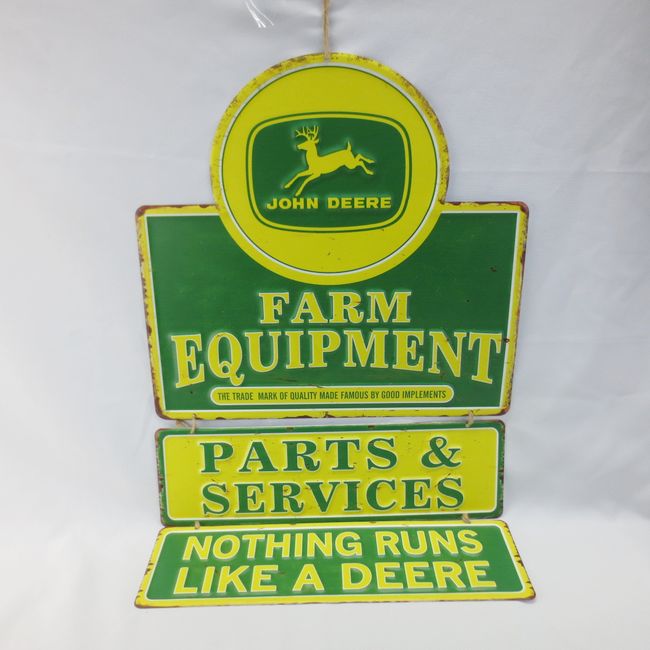 JOHN DEERE
FARM
EQUIPMENT
THE TRADE MARK OF QUALITY MADE FAMOUS BY GOOD IMPLEMENTS
PARTS &
SERVICES
NOTHING RUNS
LIKE A DEERE